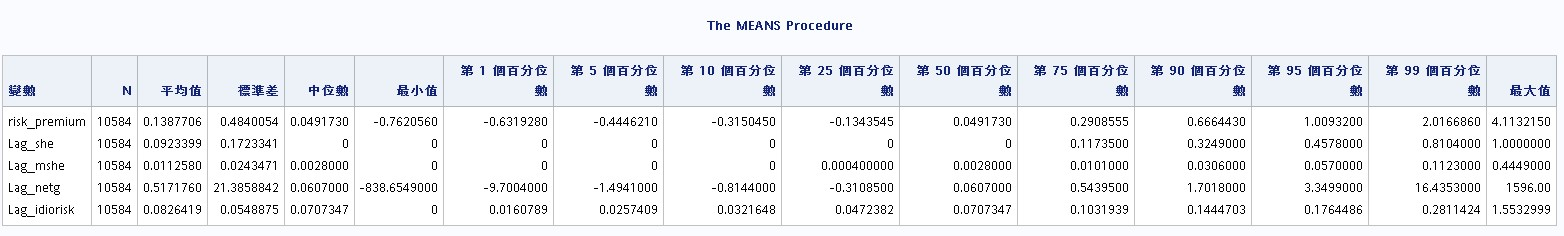 The MEANS Procedure
變數 N 平均值 標準差 中位數 最小值 第 1 個百分位數 第 5 個百分位數 第 10 個百分位數 第 25 個百分位數 第 50 個百分位數 第 75 個百分位數 第 90 個百分位數 第 95 個百分位數 第 99 個百分位數 最大值
risk_premium 10584 0.1387706 0.4840054 0.0491730 -0.7620560 -0.6319280 -0.4446210 -0.3150450 -0.1343545 0.0491730 0.2908555 0.6664430 1.0093200 2.0166860 4.1132150
Lag_she 10584 0.0923399 0.1723341 0 0 0 0 0 0 0 0.1173500 0.3249000 0.4578000 0.8104000 1.0000000
Lag_mshe 10584 0.0112580 0.0243471 0.0028000 0 0 0 0 0.000400000 0.0028000 0.0101000 0.0306000 0.0570000 0.1123000 0.4449000
Lag_netg 10584 0.5171760 21.3858842 0.0607000 -838.6549000 -9.7004000 -1.4941000 -0.8144000 -0.3108500 0.0607000 0.5439500 1.7018000 3.3499000 16.4353000 1596.00
Lag_idiorisk 10584 0.0826419 0.0548875 0.0707347 0 0.0160789 0.0257409 0.0321648 0.0472382 0.0707347 0.1031939 0.1444703 0.1764486 0.2811424 1.5532999